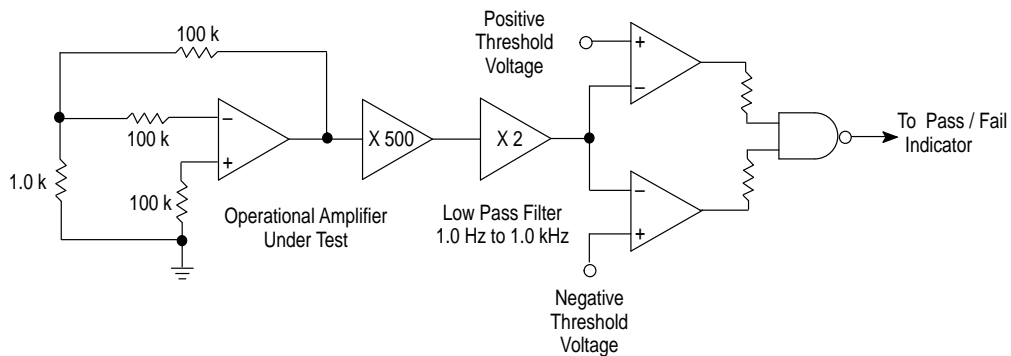 100 k
Positive
Threshold
Voltage
+
−
−
+
100 k
X 500
X 2
To Pass / Fail
Indicator
1.0 k
100 k
Operational Amplifier
Under Test
Low Pass Filter
1.0 Hz to 1.0 kHz
−
+
Negative
Threshold
Voltage